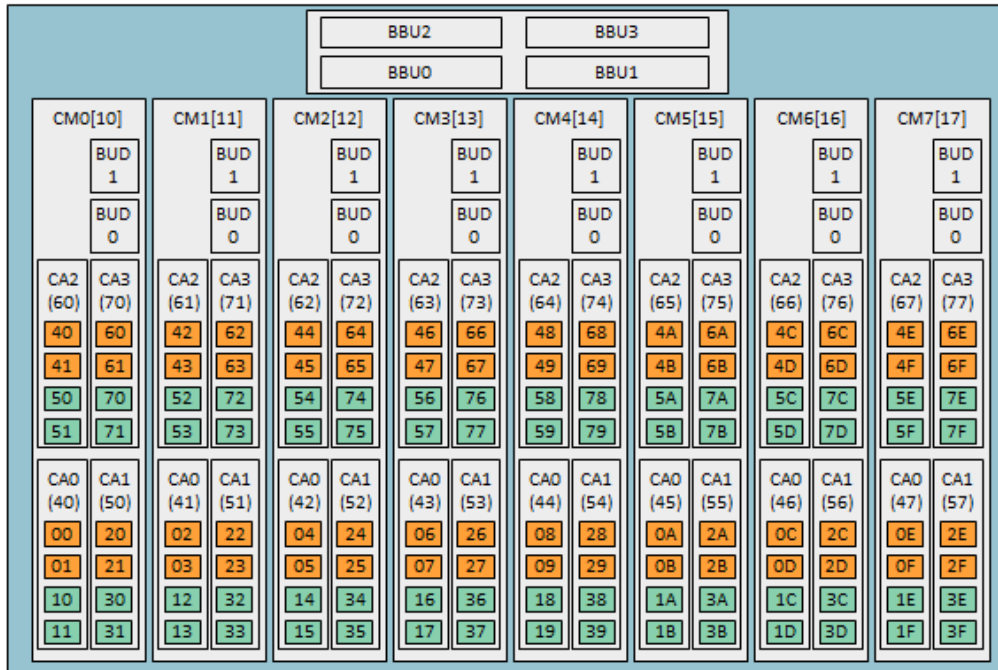 BBU2 BBU3
BBU0 BBU1
CM0[10] CM1[11] CM2[12] CM3[13] CM4[14] CM5[15] CM6[16] CM7[17]
BUD BUD BUD BUD BUD BUD BUD BUD
1 1 1 1 1 1 1 1
BUD BUD BUD BUD BUD BUD BUD BUD
0 0 0 0 0 0 0 0
CA2 CA3 CA2 CA3 CA2 CA3 CA2 CA3 CA2 CA3 CA2 CA3 CA2 CA3 CA2 CA3
(60) (70) (61) (71) (62) (72) (63) (73) (64) (74) (65) (75) (66) (76) (67) (77)
40 60 42 62 44 64 46 66 48 68 4A 6A 4C 6C 4E 6E
41 61 43 63 45 65 47 67 49 69 4B 6B 4D 6D 4F 6F
50 70 52 72 54 74 56 76 58 78 5A 7A 5C 7C 5E 7E
51 71 53 73 55 75 57 77 59 79 5B 7B 5D 7D 5F 7F
CA0 CA1 CA0 CA1 CA0 CA1 CA0 CA1 CA0 CA1 CA0 CA1 CA0 CA1 CA0 CA1
(40) (50) (41) (51) (42) (52) (43) (53) (44) (54) (45) (55) (46) (56) (47) (57)
00 20 02 22 04 24 06 26 08 28 0A 2A 0C 2C 0E 2E
01 21 03 23 05 25 07 27 09 29 0B 2B 0D 2D 0F 2F
10 30 12 32 14 34 16 36 18 38 1A 3A 1C 3C 1E 3E
11 31 13 33 15 35 17 37 19 39 1B 3B 1D 3D 1F 3F